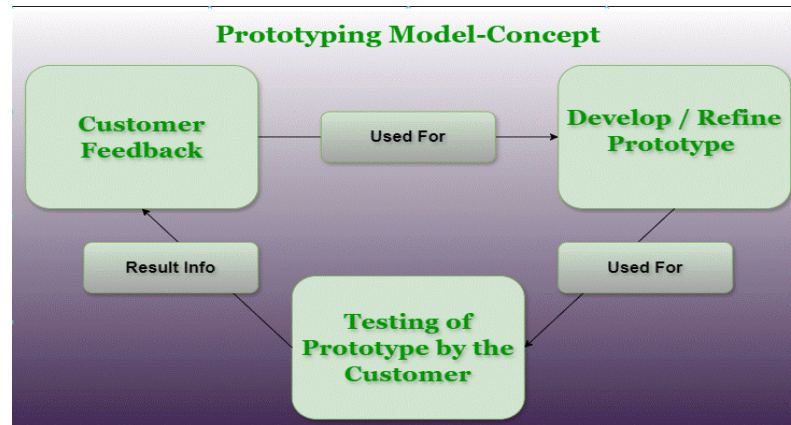 Prototyping Model-Concept
Customer
Feedback
Used For
Develop / Refine
Prototype
Result Info
Used For
Testing of
Prototype by the
Customer